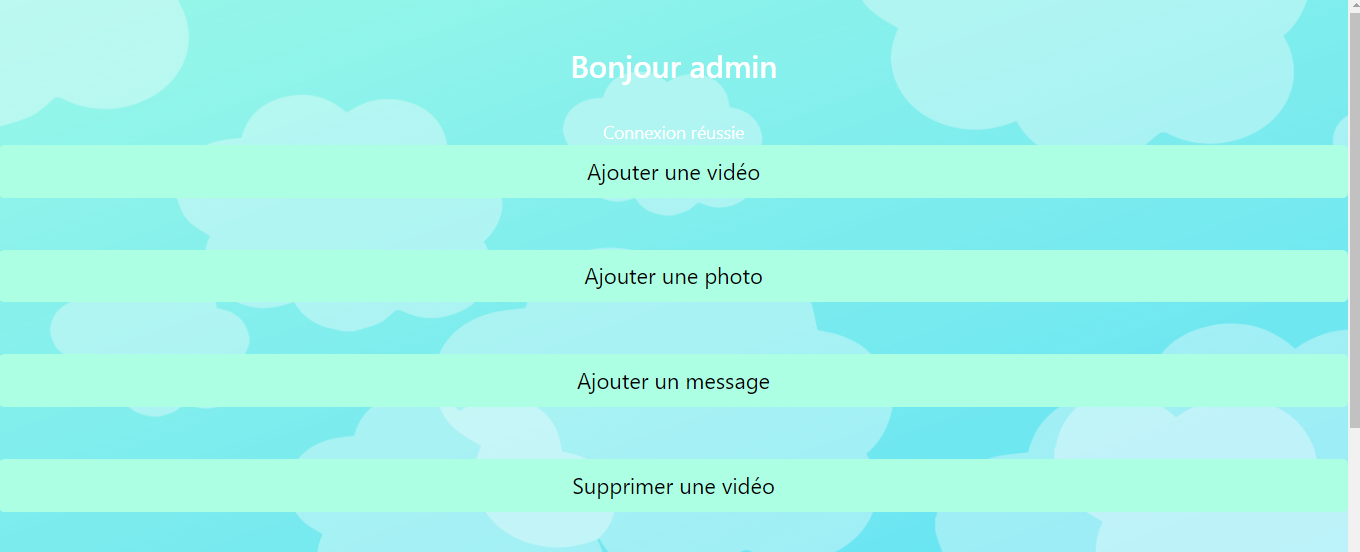 Bonjour admin
Connexion réussie
Ajouter une vidéo
Ajouter une photo
Ajouter un message
Supprimer une vidéo